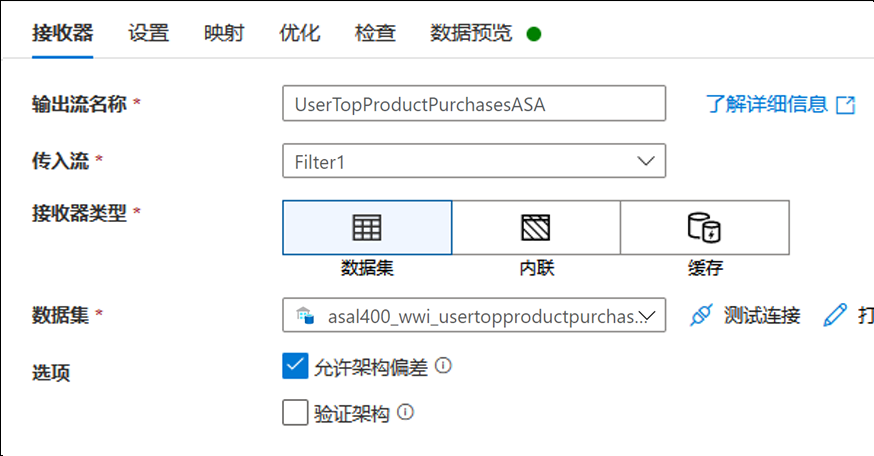 接收器 设置 映射 优化 检查 数据预览
输出流名称 * UserTopProductPurchasesASA 了解详细信息
传入流 * Filter1
接收器类型 *
数据集 内联 缓存
数据集 * asal400_wwi_usertopproductpurchas... 测试连接 打
选项 允许架构偏差
验证架构